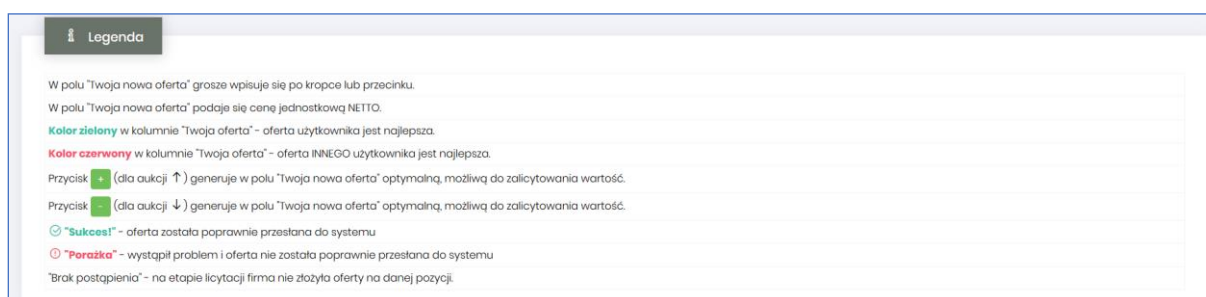 Legenda
W polu "Twoja nowa oferta" grosze wpisuje się po kropce lub przecinku.
W polu "Twoja nowa oferta" podaje się cenę jednostkową NETTO.
Kolor zielony w kolumnie "Twoja oferta" - oferta użytkownika jest najlepsza.
Kolor czerwony w kolumnie "Twoja oferta" - oferta INNEGO użytkownika jest najlepsza.
Przycisk + (dla aukcji ↑) generuje w polu "Twoja nowa oferta" optymalną, możliwą do zalicytowania wartość.
Przycisk - (dla aukcji ↓) generuje w polu "Twoja nowa oferta" optymalną, możliwą do zalicytowania wartość.
"Sukces!" - oferta została poprawnie przesłana do systemu
"Porażka" - wystąpił problem i oferta nie została poprawnie przesłana do systemu
"Brak postąpienia" - na etapie licytacji firma nie złożyła oferty na danej pozycji.